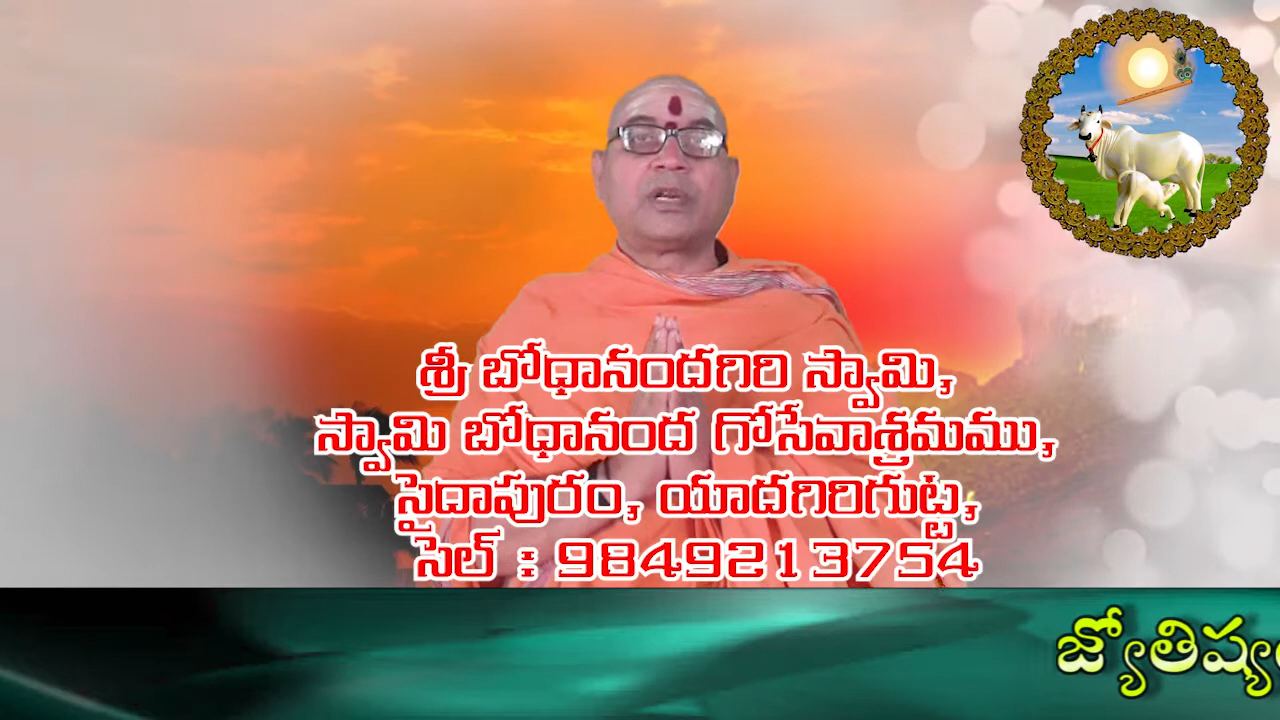 శ్రీ బోధానందగిరి స్వామి,
స్వామి బోధానంద గోసేవాశ్రమము,
సైదాపురం, యాదగిరిగుట్ట,
సెల్ : 9849213754